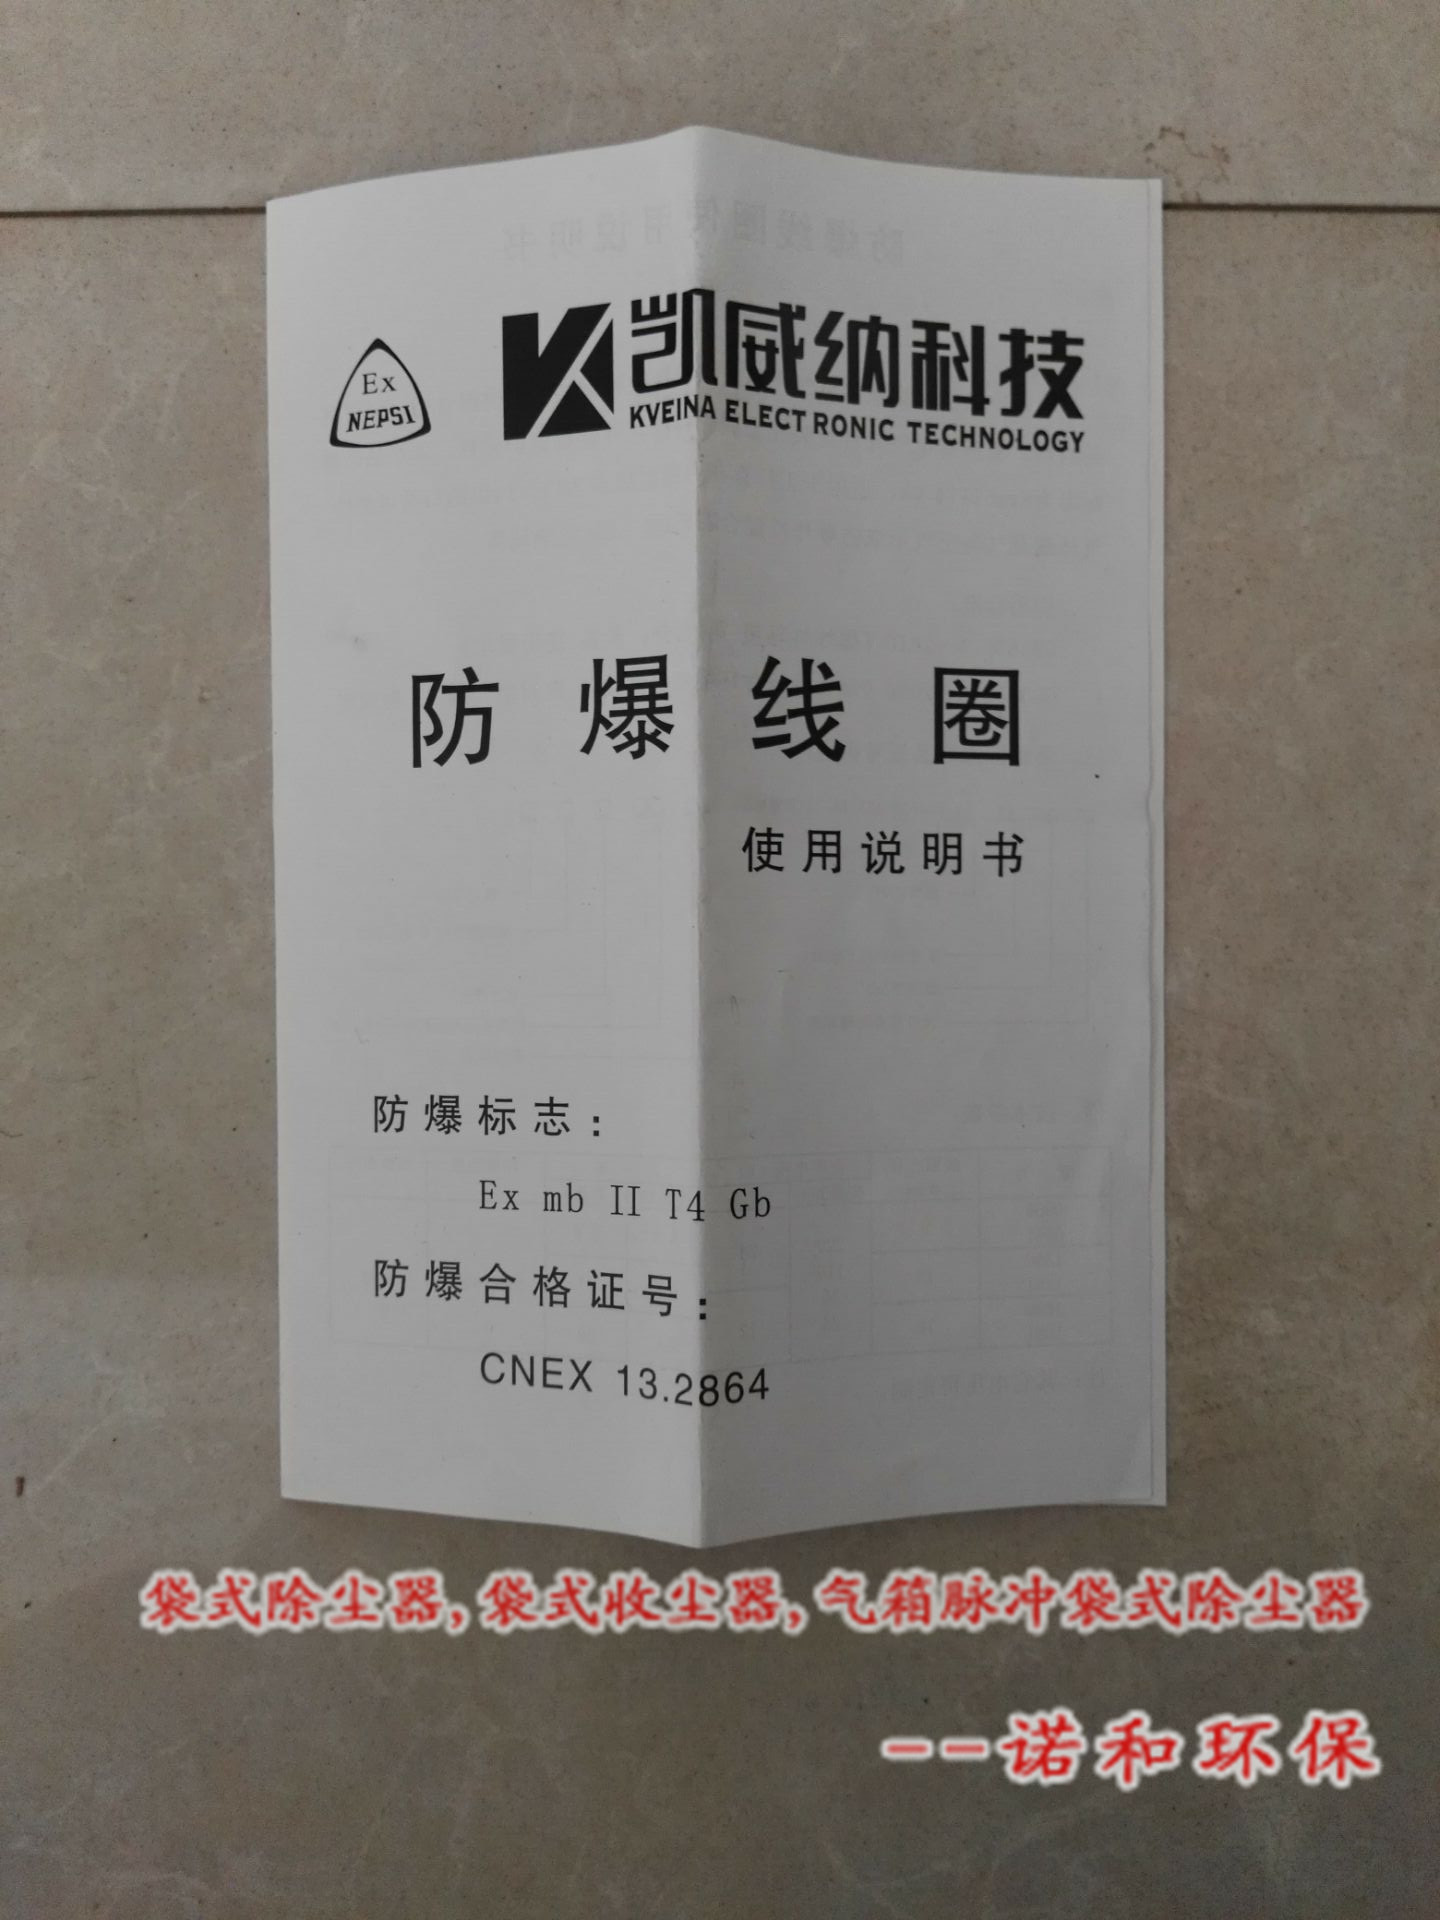 Ex
NEPSI
凯威纳科技
KVEINA ELECTRONIC TECHNOLOGY
防爆线圈
使用说明书
防爆标志：
Ex mb II T4 Gb
防爆合格证号：
CNEX 13.2864
袋式除尘器,袋式收尘器,气箱脉冲袋式除尘器
--诺和环保